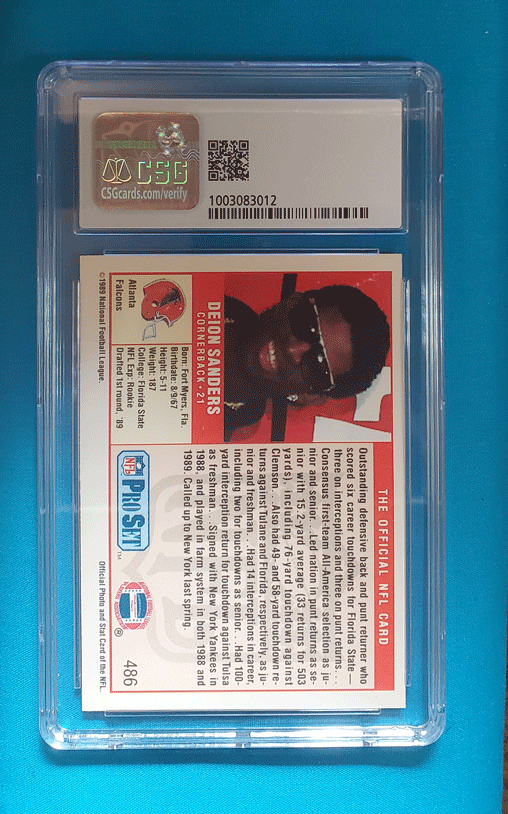 CSG
CSGcards.com/verify
1003083012
THE OFFICIAL NFL CARD
DEION SANDERS
CORNERBACK • 21
Born: Fort Myers, Fla.
Birthdate: 8/9/67
Height: 5-11
Weight: 187
College: Florida State
NFL Exp: Rookie
Drafted 1st round, '89
Atlanta
Falcons
©1989 National Football League.
Outstanding defensive back and punt returner who
scored six career touchdowns for Florida State —
three on interceptions and three on punt returns . . .
Consensus first-team All-America selection as ju-
nior and senior. . .Led nation in punt returns as se-
nior with 15.2-yard average (33 returns for 503
yards), including 76-yard touchdown against
Clemson. . .Also had 49- and 58-yard touchdown re-
turns against Tulane and Florida, respectively, as ju-
nior and freshman. . .Had 14 interceptions in career,
including two for touchdowns as senior. . .Had 100-
yard interception return for touchdown against Tulsa
as freshman. . .Signed with New York Yankees in
1988, and played in farm system in both 1988 and
1989. Called up to New York last spring.
NFL
PRO SET
™
®
486
Official Photo and Stat Card of the NFL.